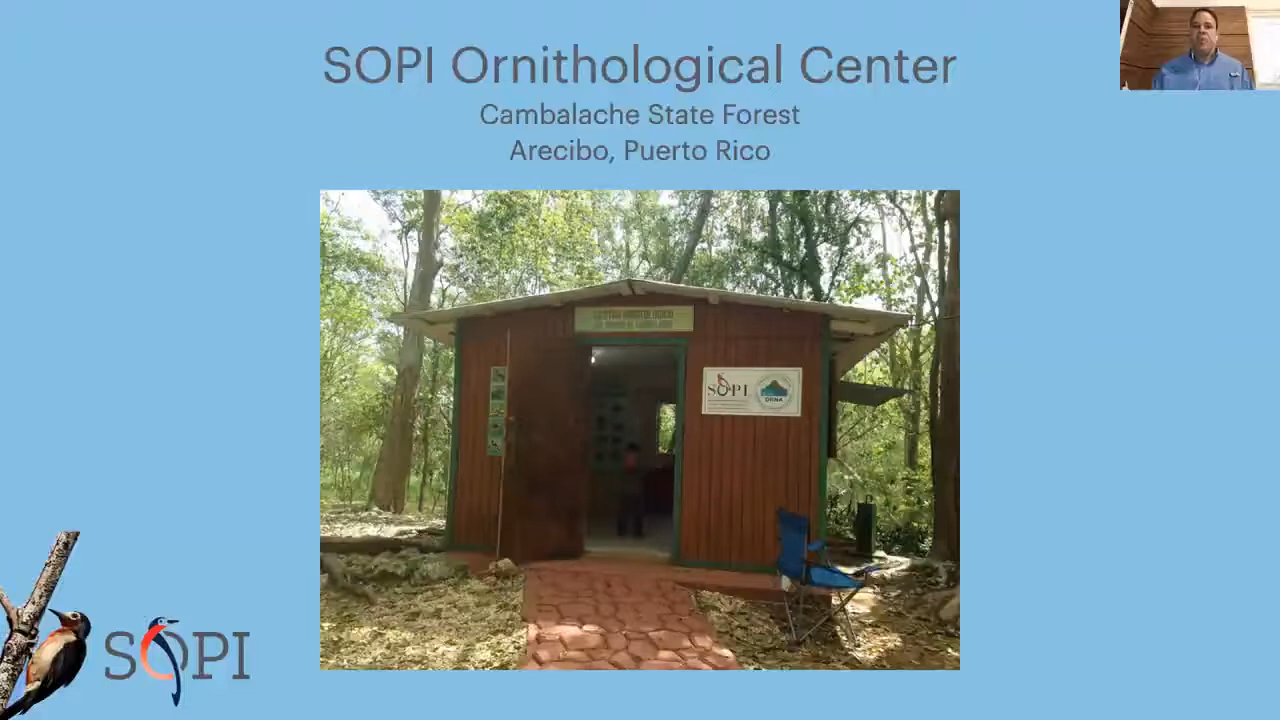 SOPI Ornithological Center
Cambalache State Forest
Arecibo, Puerto Rico
SOPI
DRNA
SOPI